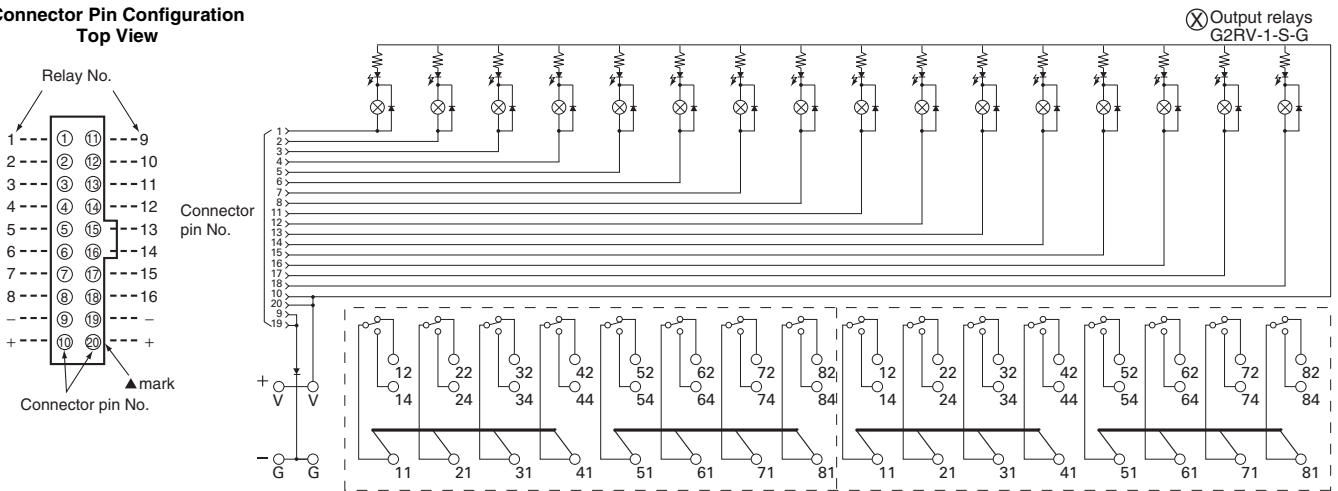 Connector Pin Configuration
Top View
Relay No.
1 ① ⑪ 9
2 ② ⑫ 10
3 ③ ⑬ 11
4 ④ ⑭ 12
5 ⑤ ⑮ 13
6 ⑥ ⑯ 14
7 ⑦ ⑰ 15
8 ⑧ ⑱ 16
– ⑨ ⑲ –
+ ⑩ ⑳ +
▲mark
Connector pin No.
Output relays
G2RV-1-S-G
Connector
pin No.
1
2
3
4
5
6
7
8
11
12
13
14
15
16
17
18
10
20
9
19
+
V V
–
G G
12 22 32 42 52 62 72 82 12 22 32 42 52 62 72 82
14 24 34 44 54 64 74 84 14 24 34 44 54 64 74 84
11 21 31 41 51 61 71 81 11 21 31 41 51 61 71 81